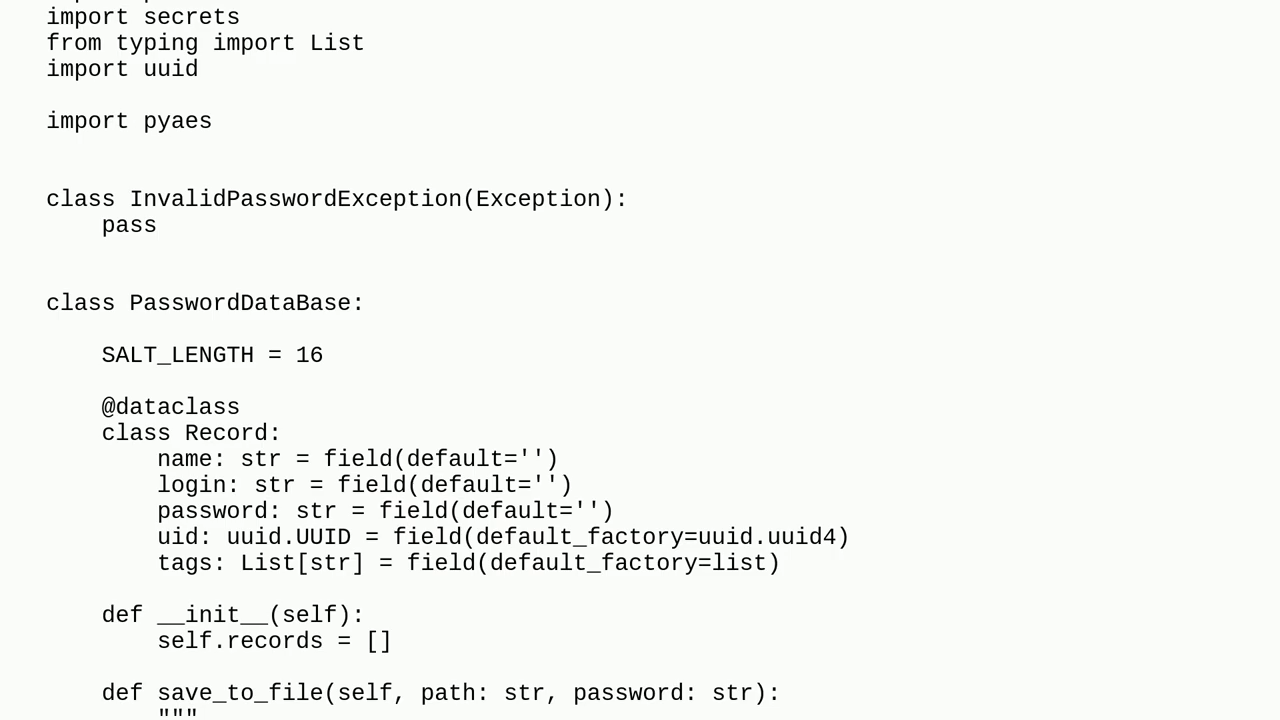 import secrets
from typing import List
import uuid
import pyaes
class InvalidPasswordException(Exception):
    pass
class PasswordDataBase:
    SALT_LENGTH = 16
    @dataclass
    class Record:
        name: str = field(default='')
        login: str = field(default='')
        password: str = field(default='')
        uid: uuid.UUID = field(default_factory=uuid.uuid4)
        tags: List[str] = field(default_factory=list)
    def __init__(self):
        self.records = []
    def save_to_file(self, path: str, password: str):
        """